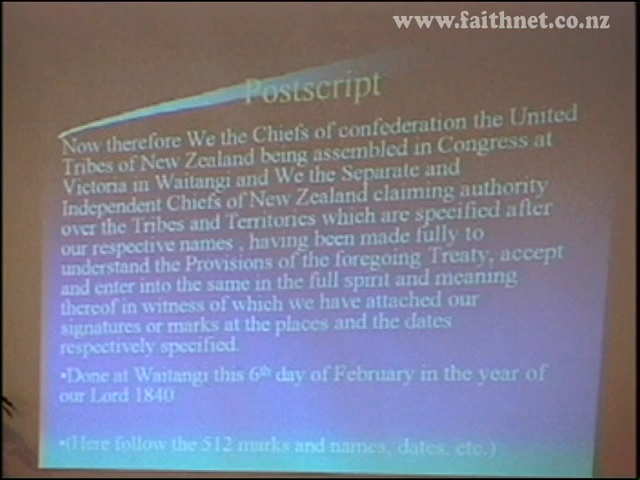 www.faithnet.co.nz
Postscript
Now therefore We the Chiefs of confederation the United
Tribes of New Zealand being assembled in Congress at
Victoria in Waitangi and We the Separate and
Independent Chiefs of New Zealand claiming authority
over the Tribes and Territories which are specified after
our respective names , having been made fully to
understand the Provisions of the foregoing Treaty, accept
and enter into the same in the full spirit and meaning
thereof in witness of which we have attached our
signatures or marks at the places and the dates
respectively specified.
•Done at Waitangi this 6th day of February in the year of
our Lord 1840
•(Here follow the 512 marks and names, dates, etc.)